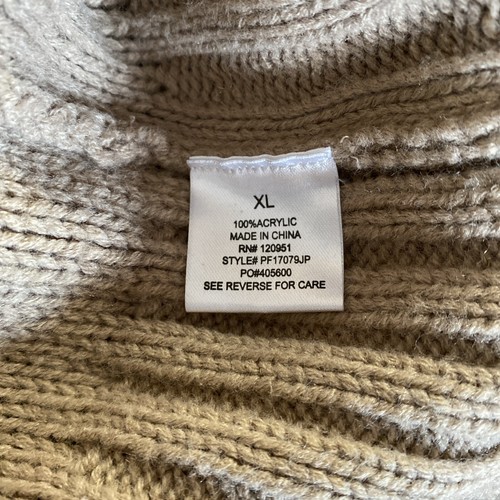 XL
100%ACRYLIC
MADE IN CHINA
RN# 120951
STYLE# PF17079JP
PO#405600
SEE REVERSE FOR CARE